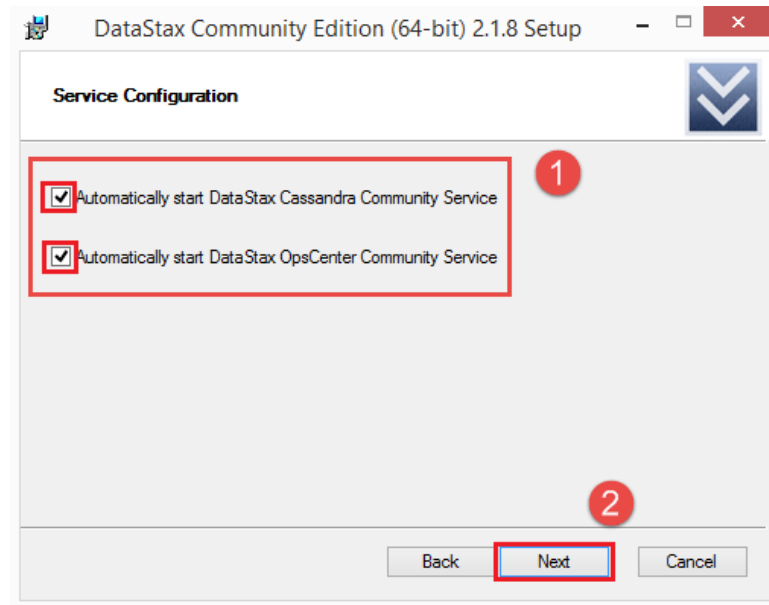 DataStax Community Edition (64-bit) 2.1.8 Setup
Service Configuration
1
Automatically start DataStax Cassandra Community Service
Automatically start DataStax OpsCenter Community Service
2
Back Next Cancel